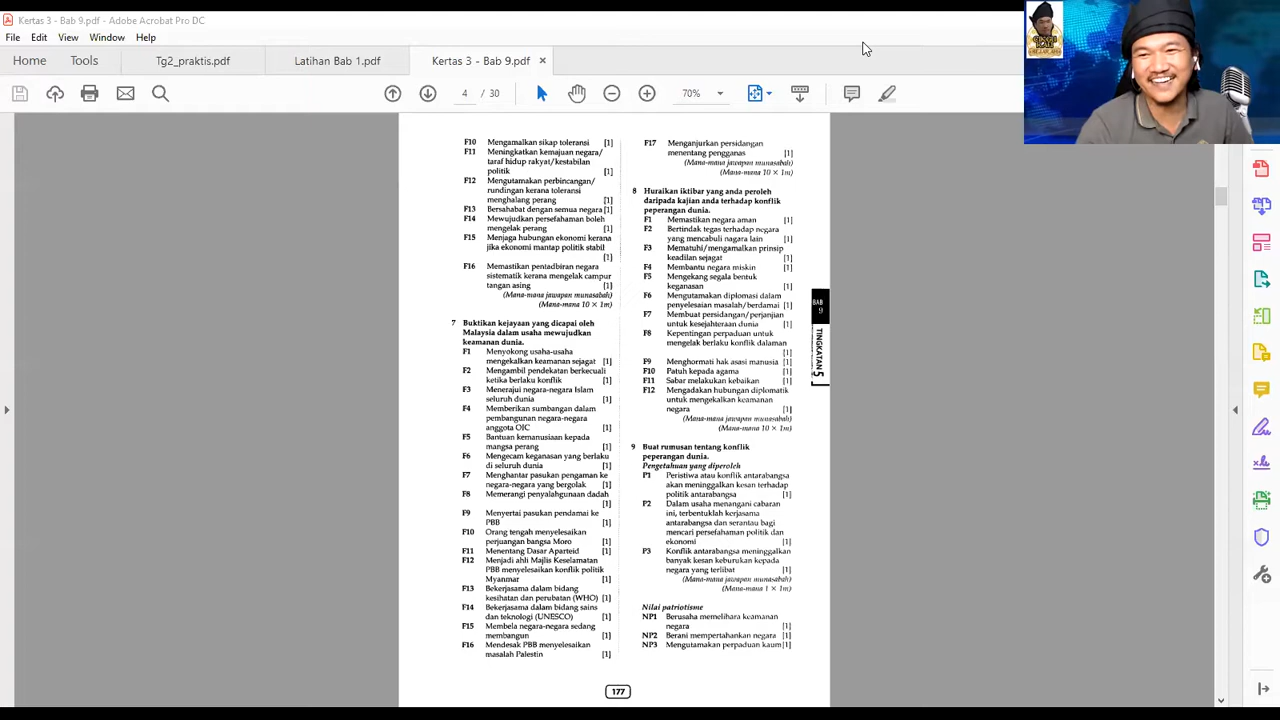 Kertas 3 - Bab 9.pdf - Adobe Acrobat Pro DC
File Edit View Window Help
Home Tools Tg2_praktis.pdf Latihan Bab 1.pdf Kertas 3 - Bab 9.pdf ×
4 / 30 70%
F10 Mengamalkan sikap toleransi [1]
F11 Meningkatkan kemajuan negara/
taraf hidup rakyat/kestabilan
politik [1]
F12 Mengutamakan perbincangan/
rundingan kerana toleransi
menghalang perang [1]
F13 Bersahabat dengan semua negara [1]
F14 Mewujudkan persefahaman boleh
mengelak perang [1]
F15 Menjaga hubungan ekonomi kerana
jika ekonomi mantap politik stabil
[1]
F16 Memastikan pentadbiran negara
sistematik kerana mengelak campur
tangan asing [1]
(Mana-mana jawapan munasabah)
(Mana-mana 10 × 1m)
7 Buktikan kejayaan yang dicapai oleh
Malaysia dalam usaha mewujudkan
keamanan dunia.
F1 Menyokong usaha-usaha
mengekalkan keamanan sejagat [1]
F2 Mengambil pendekatan berkecuali
ketika berlaku konflik [1]
F3 Menerajui negara-negara Islam
seluruh dunia [1]
F4 Memberikan sumbangan dalam
pembangunan negara-negara
anggota OIC [1]
F5 Bantuan kemanusiaan kepada
mangsa perang [1]
F6 Mengecam keganasan yang berlaku
di seluruh dunia [1]
F7 Menghantar pasukan pengaman ke
negara-negara yang bergolak [1]
F8 Memerangi penyalahgunaan dadah
[1]
F9 Menyertai pasukan pendamai ke
PBB [1]
F10 Orang tengah menyelesaikan
perjuangan bangsa Moro [1]
F11 Menentang Dasar Aparteid [1]
F12 Menjadi ahli Majlis Keselamatan
PBB menyelesaikan konflik politik
Myanmar [1]
F13 Bekerjasama dalam bidang
kesihatan dan perubatan (WHO) [1]
F14 Bekerjasama dalam bidang sains
dan teknologi (UNESCO) [1]
F15 Membela negara-negara sedang
membangun [1]
F16 Mendesak PBB menyelesaikan
masalah Palestin [1]
F17 Menganjurkan persidangan
menentang pengganas [1]
(Mana-mana jawapan munasabah)
(Mana-mana 10 × 1m)
8 Huraikan iktibar yang anda peroleh
daripada kajian anda terhadap konflik
peperangan dunia.
F1 Memastikan negara aman [1]
F2 Bertindak tegas terhadap negara
yang mencabuli nagara lain [1]
F3 Mematuhi/mengamalkan prinsip
keadilan sejagat [1]
F4 Membantu negara miskin [1]
F5 Mengekang segala bentuk
keganasan [1]
F6 Mengutamakan diplomasi dalam
penyelesaian masalah/berdamai [1]
F7 Membuat persidangan/perjanjian
untuk kesejahteraan dunia [1]
F8 Kepentingan perpaduan untuk
mengelak berlaku konflik dalaman
[1]
F9 Menghormati hak asasi manusia [1]
F10 Patuh kepada agama [1]
F11 Sabar melakukan kebaikan [1]
F12 Mengadakan hubungan diplomatik
untuk mengekalkan keamanan
negara [1]
(Mana-mana jawapan munasabah)
(Mana-mana 10 × 1m)
9 Buat rumusan tentang konflik
peperangan dunia.
Pengetahuan yang diperoleh
P1 Peristiwa atau konflik antarabangsa
akan meninggalkan kesan terhadap
politik antarabangsa [1]
P2 Dalam usaha menangani cabaran
ini, terbentuklah kerjasama
antarabangsa dan serantau bagi
mencari persefahaman politik dan
ekonomi [1]
P3 Konflik antarabangsa meninggalkan
banyak kesan keburukan kepada
negara yang terlibat [1]
(Mana-mana jawapan munasabah)
(Mana-mana 1 × 1m)
Nilai patriotisme
NP1 Berusaha memelihara keamanan
negara [1]
NP2 Berani mempertahankan negara [1]
NP3 Mengutamakan perpaduan kaum [1]
BAB
9
TINGKATAN 5
177